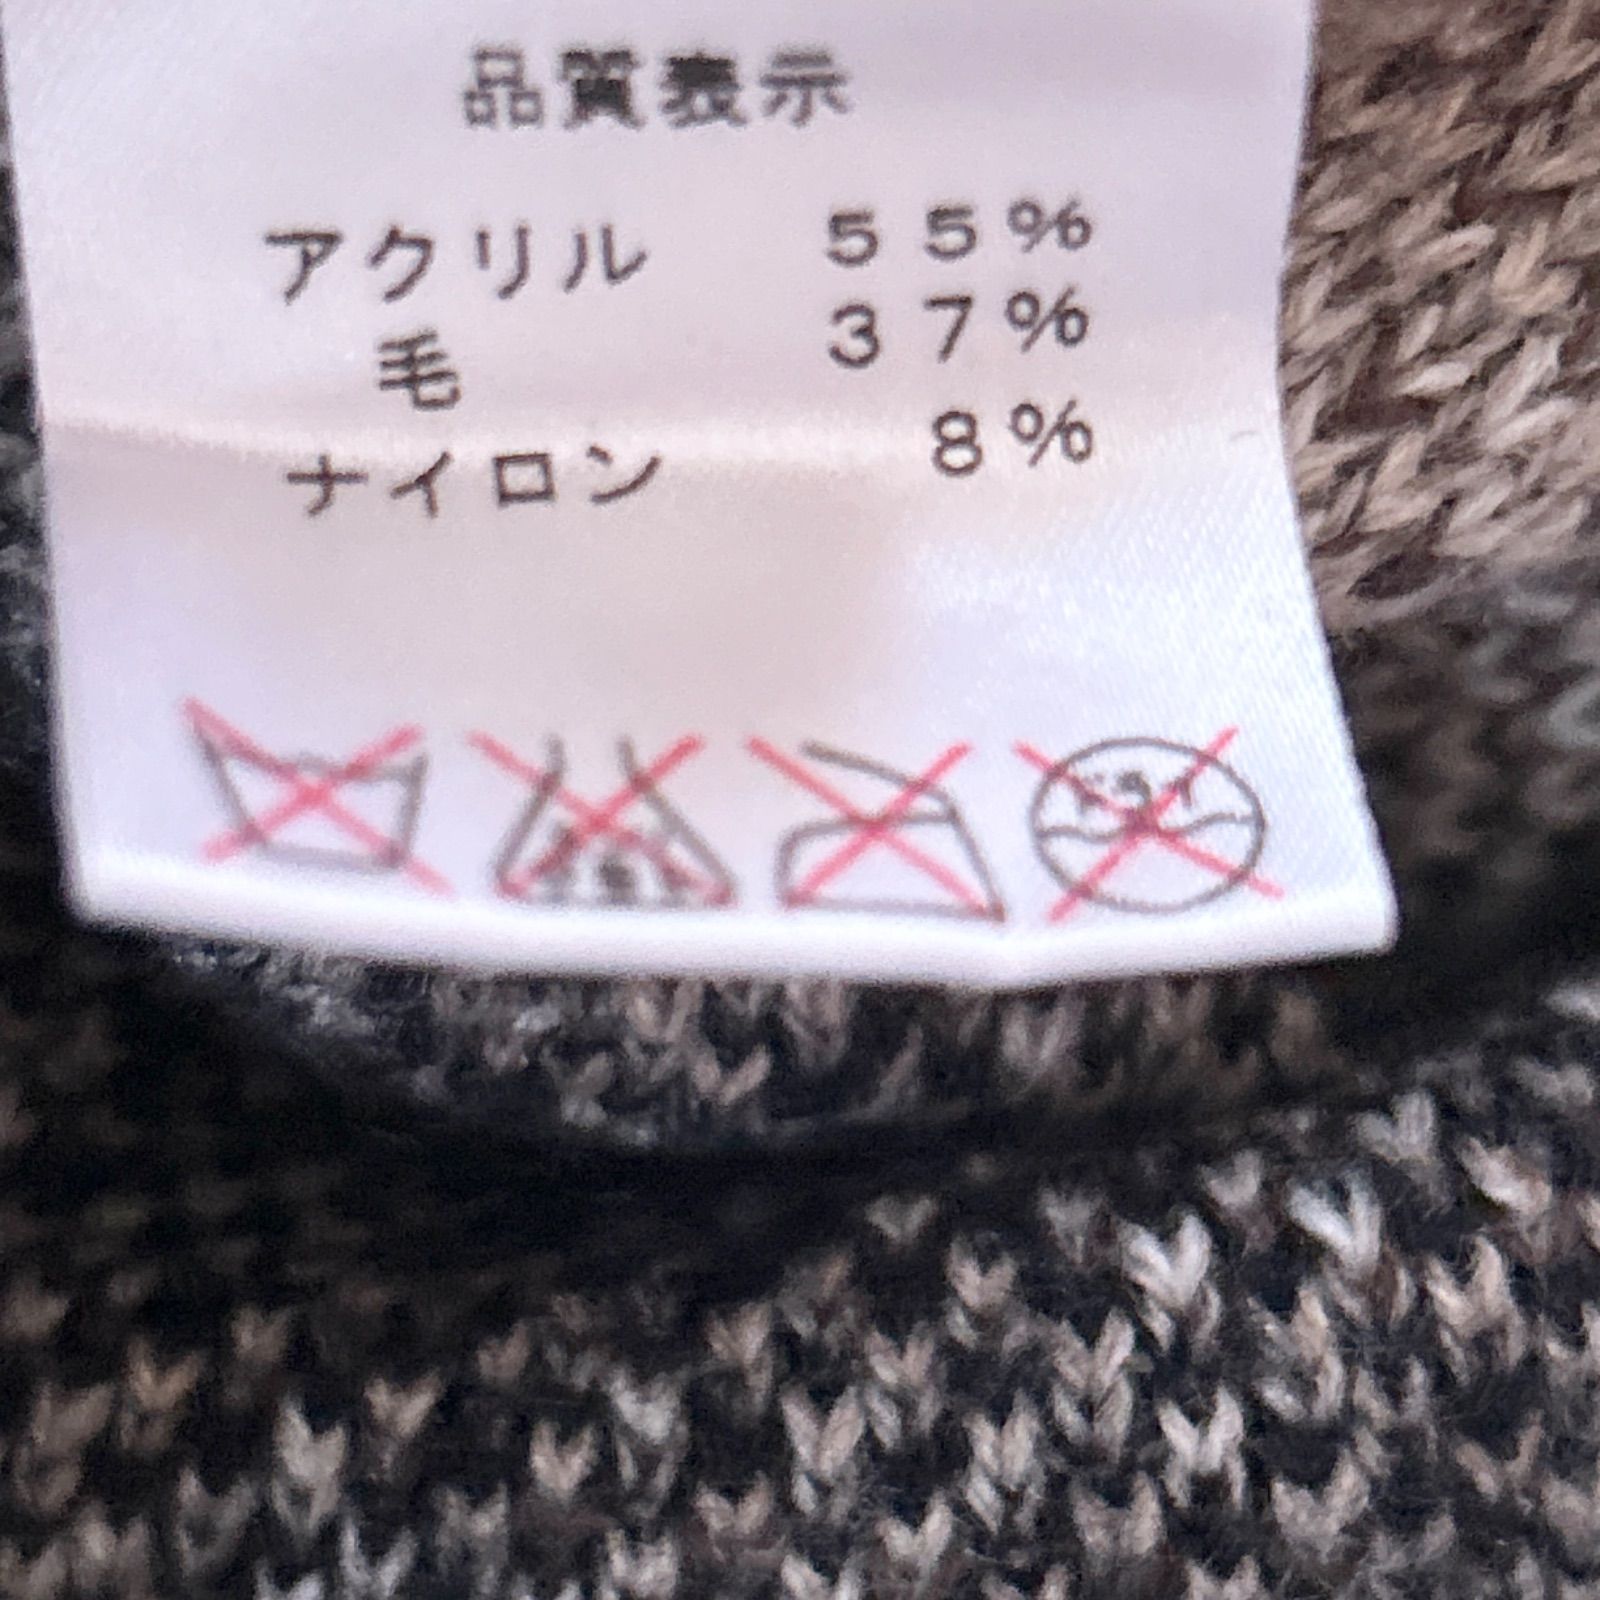 品質表示
アクリル 55%
毛 37%
ナイロン 8%